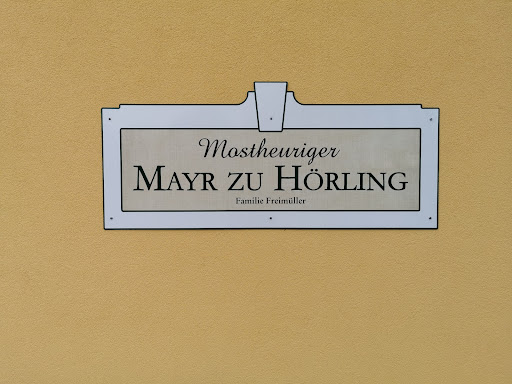 Mostheuriger
MAYR ZU HÖRLING
Familie Freimüller